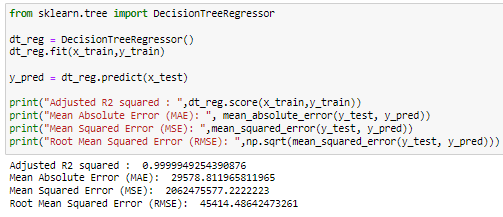 from sklearn.tree import DecisionTreeRegressor
dt_reg = DecisionTreeRegressor()
dt_reg.fit(x_train,y_train)
y_pred = dt_reg.predict(x_test)
print("Adjusted R2 squared : ",dt_reg.score(x_train,y_train))
print("Mean Absolute Error (MAE): ", mean_absolute_error(y_test, y_pred))
print("Mean Squared Error (MSE): ",mean_squared_error(y_test, y_pred))
print("Root Mean Squared Error (RMSE): ",np.sqrt(mean_squared_error(y_test, y_pred)))
Adjusted R2 squared :  0.9999949254390876
Mean Absolute Error (MAE):  29578.811965811965
Mean Squared Error (MSE):  2062475577.2222223
Root Mean Squared Error (RMSE):  45414.48642473261